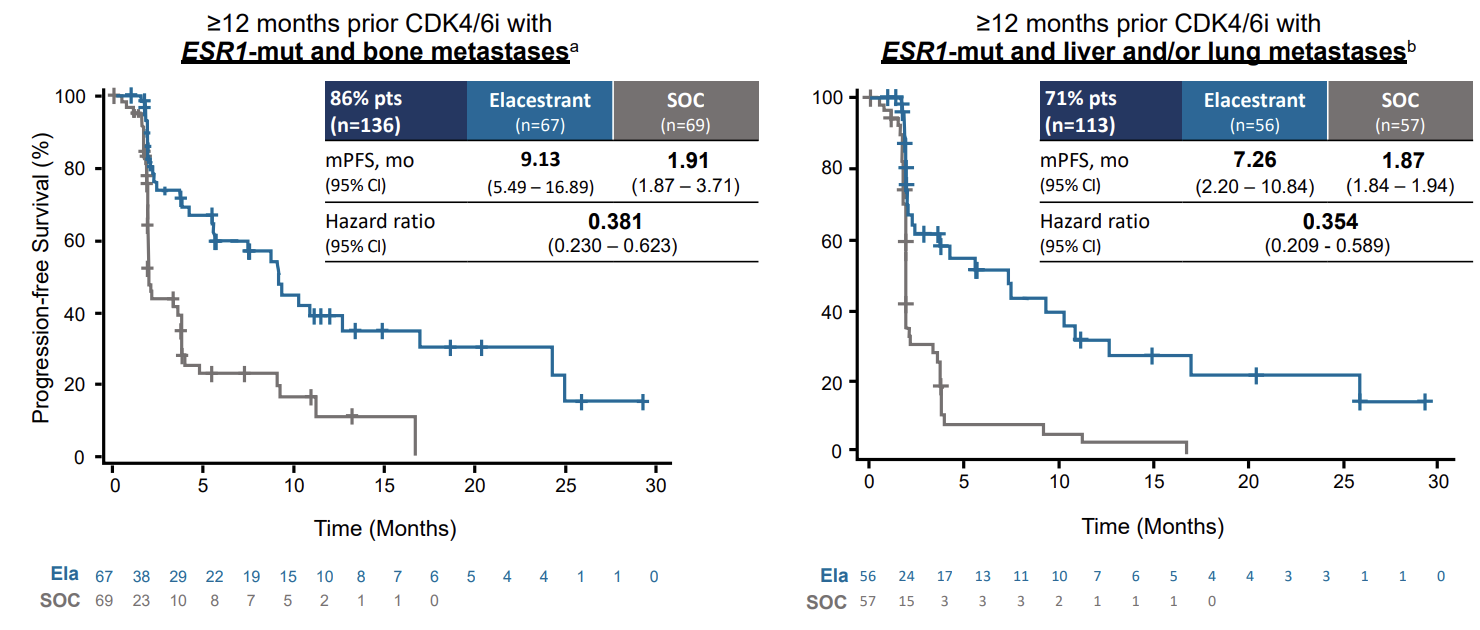 ≥12 months prior CDK4/6i with
ESR1-mut and bone metastasesa
86% pts
(n=136)
Elacestrant
(n=67)
SOC
(n=69)
mPFS, mo
(95% CI)
9.13
(5.49 – 16.89)
1.91
(1.87 – 3.71)
Hazard ratio
(95% CI)
0.381
(0.230 – 0.623)
Progression-free Survival (%)
100
80
60
40
20
0
0 5 10 15 20 25 30
Time (Months)
Ela 67 38 29 22 19 15 10 8 7 6 5 4 4 1 1 0
SOC 69 23 10 8 7 5 2 1 1 0
≥12 months prior CDK4/6i with
ESR1-mut and liver and/or lung metastasesb
71% pts
(n=113)
Elacestrant
(n=56)
SOC
(n=57)
mPFS, mo
(95% CI)
7.26
(2.20 – 10.84)
1.87
(1.84 – 1.94)
Hazard ratio
(95% CI)
0.354
(0.209 - 0.589)
100
80
60
40
20
0
0 5 10 15 20 25 30
Time (Months)
Ela 56 24 17 13 11 10 7 6 5 4 4 3 3 1 1 0
SOC 57 15 3 3 3 2 1 1 1 0